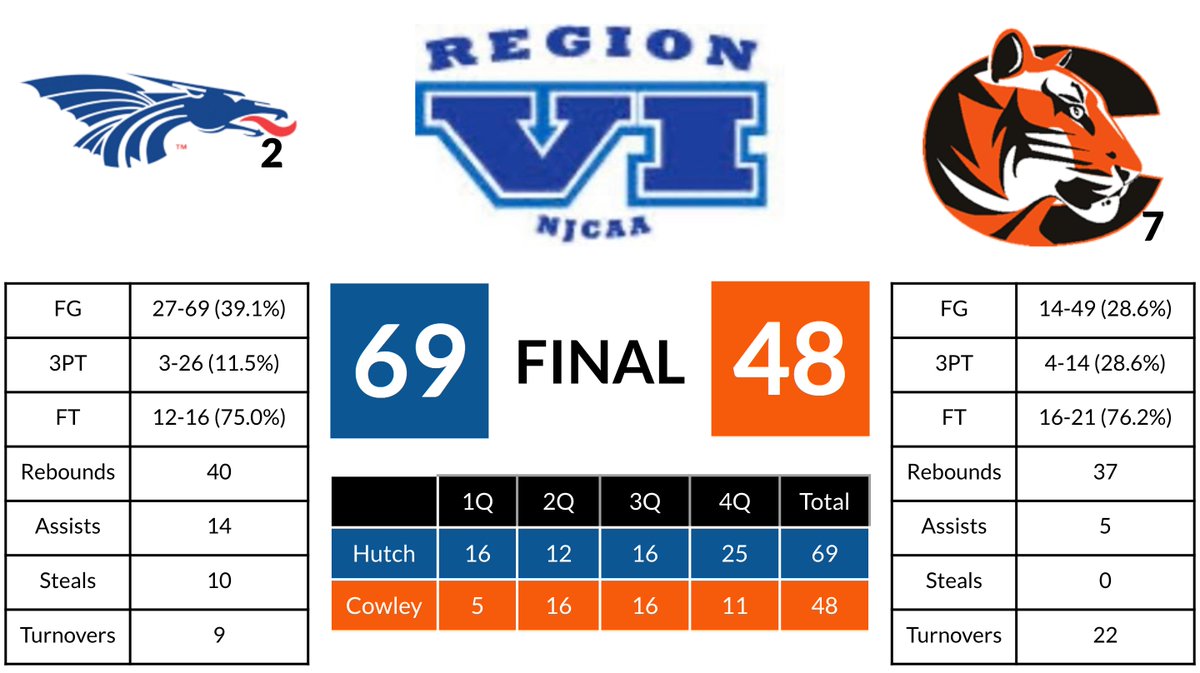 REGION
VI
NJCAA
™
2
7
FG 27-69 (39.1%)
3PT 3-26 (11.5%)
FT 12-16 (75.0%)
Rebounds 40
Assists 14
Steals 10
Turnovers 9
69 FINAL 48
1Q 2Q 3Q 4Q Total
Hutch 16 12 16 25 69
Cowley 5 16 16 11 48
FG 14-49 (28.6%)
3PT 4-14 (28.6%)
FT 16-21 (76.2%)
Rebounds 37
Assists 5
Steals 0
Turnovers 22